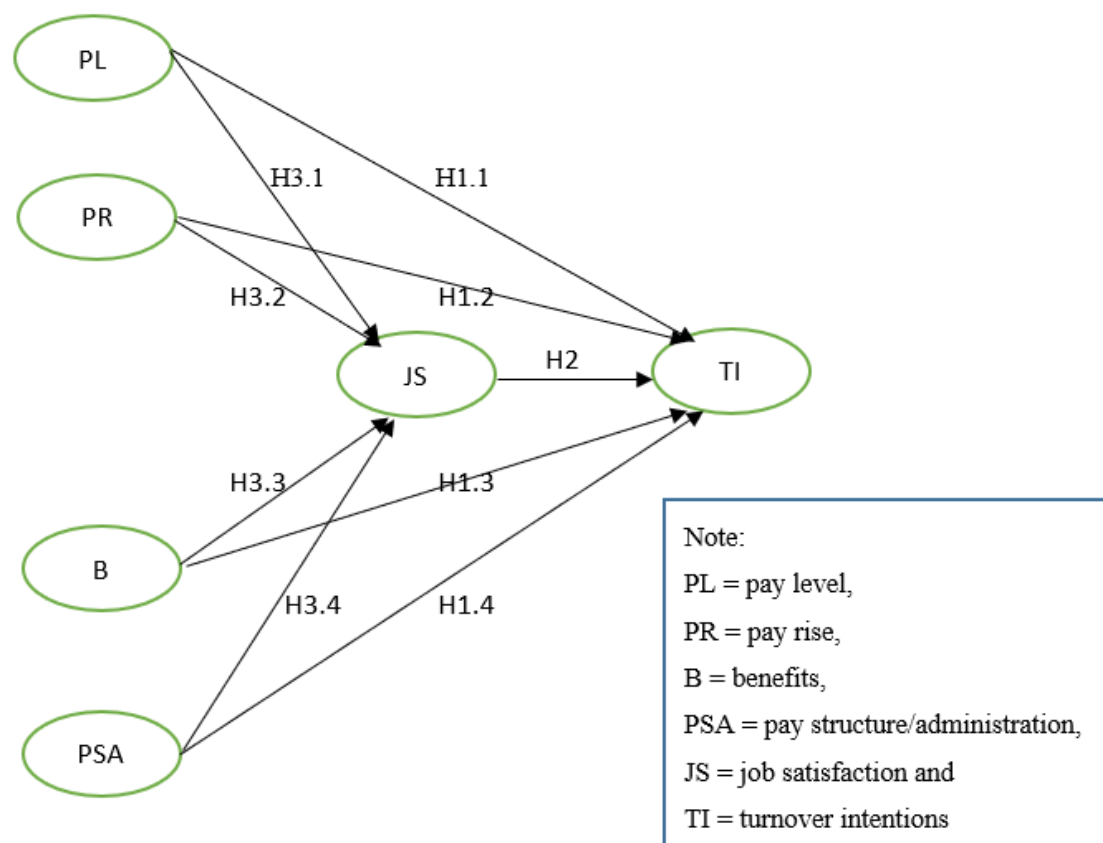 PL
H3.1
H1.1
PR
H3.2
H1.2
JS
H2
TI
H3.3
H1.3
B
H3.4
H1.4
PSA
Note:
PL = pay level,
PR = pay rise,
B = benefits,
PSA = pay structure/administration,
JS = job satisfaction and
TI = turnover intentions